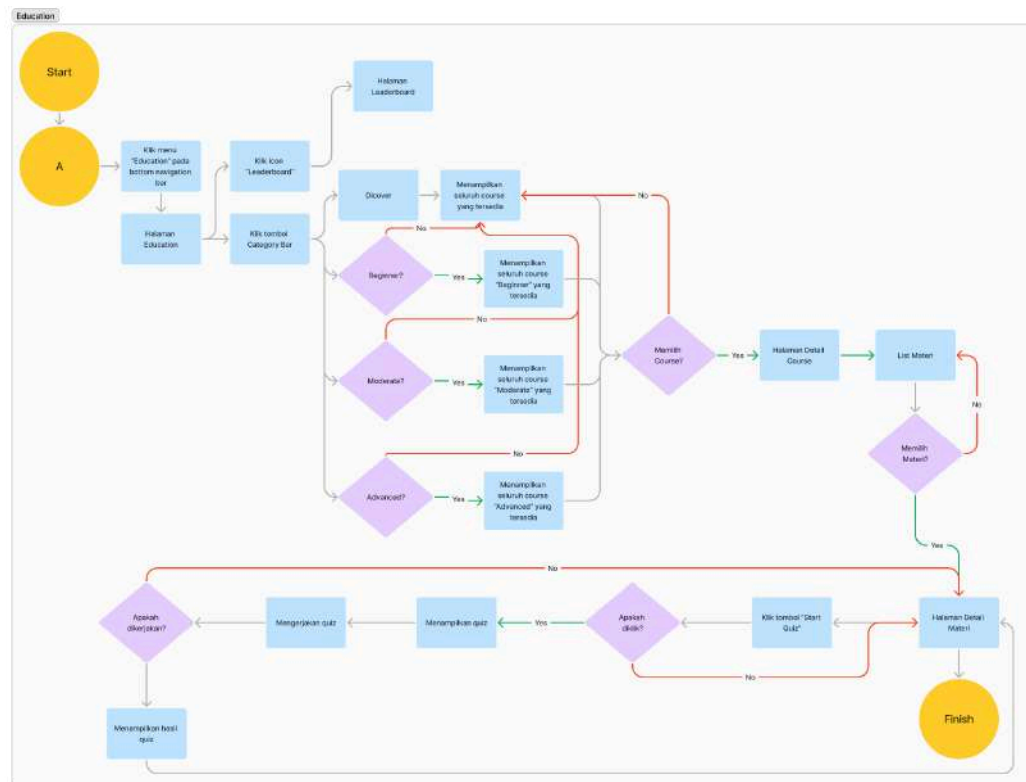 Education
Start
Halaman
Leaderboard
A
Klik menu
"Education" pada
bottom navigation
bar
Klik icon
"Leaderboard"
Halaman
Education
Klik tombol
Category Bar
Dicover
Menampilkan
seluruh course
yang tersedia
No
No
Beginner?
Yes
Menampilkan
seluruh course
"Beginner" yang
tersedia
No
Moderate?
Yes
Menampilkan
seluruh course
"Moderate" yang
tersedia
Memilih
Course?
Yes
Halaman Detail
Course
List Materi
No
Memilih
Materi?
No
Advanced?
Yes
Menampilkan
seluruh course
"Advanced" yang
tersedia
Yes
No
Apakah
dikerjakan?
Mengerjakan quiz
Menampilkan quiz
Yes
Apakah
diklik?
Klik tombol "Start
Quiz"
Halaman Detail
Materi
No
Menampilkan hasil
quiz
Finish